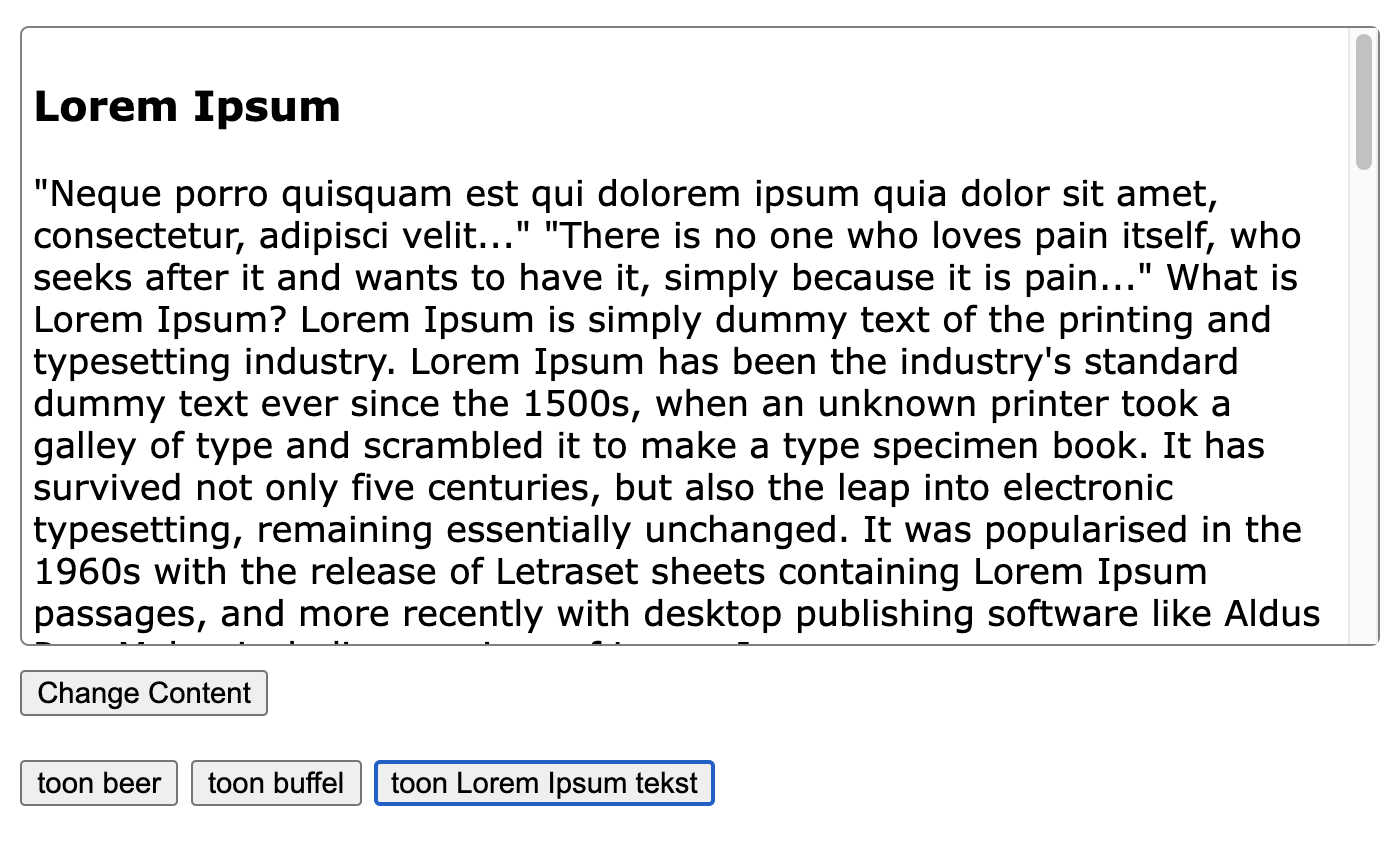 Lorem Ipsum
"Neque porro quisquam est qui dolorem ipsum quia dolor sit amet,
consectetur, adipisci velit..." "There is no one who loves pain itself, who
seeks after it and wants to have it, simply because it is pain..." What is
Lorem Ipsum? Lorem Ipsum is simply dummy text of the printing and
typesetting industry. Lorem Ipsum has been the industry's standard
dummy text ever since the 1500s, when an unknown printer took a
galley of type and scrambled it to make a type specimen book. It has
survived not only five centuries, but also the leap into electronic
typesetting, remaining essentially unchanged. It was popularised in the
1960s with the release of Letraset sheets containing Lorem Ipsum
passages, and more recently with desktop publishing software like Aldus
Change Content
toon beer toon buffel toon Lorem Ipsum tekst